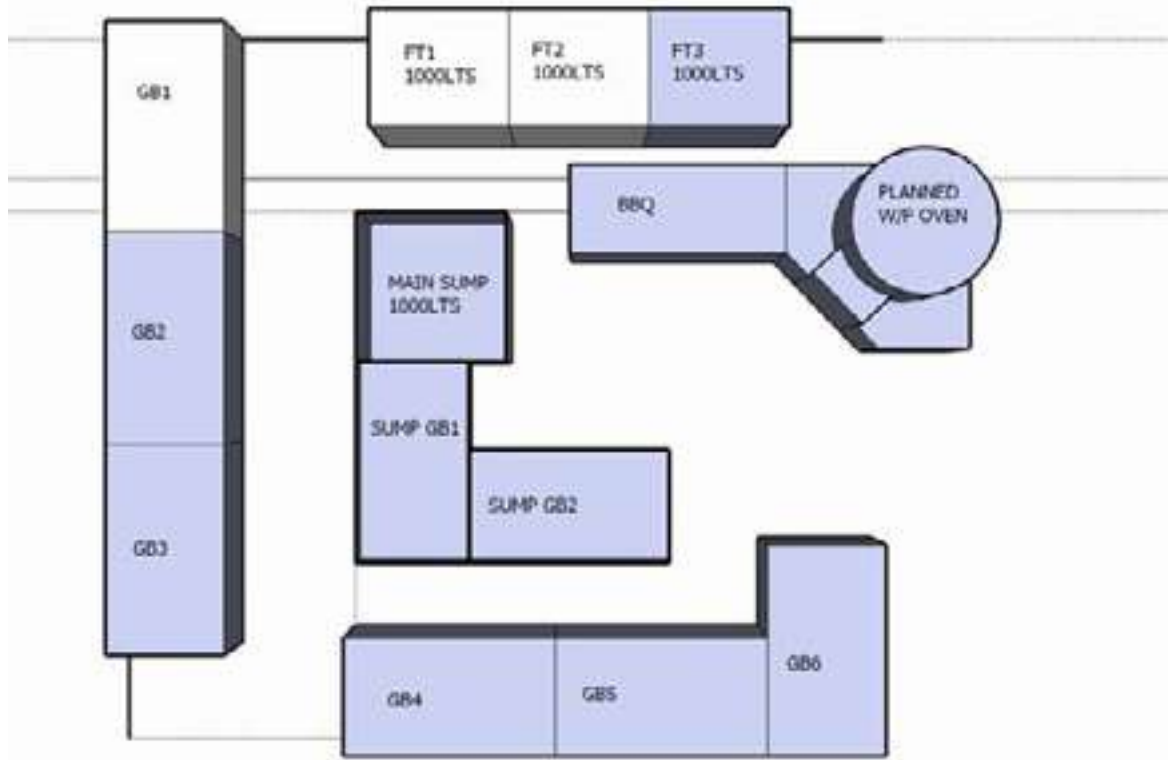 GB1
FT1
1000LTS
FT2
1000LTS
FT3
1000LTS
BBQ
PLANNED
W/F OVEN
MAIN SUMP
1000LTS
GB2
SUMP GB1
SUMP GB2
GB3
GB4
GB5
GB6